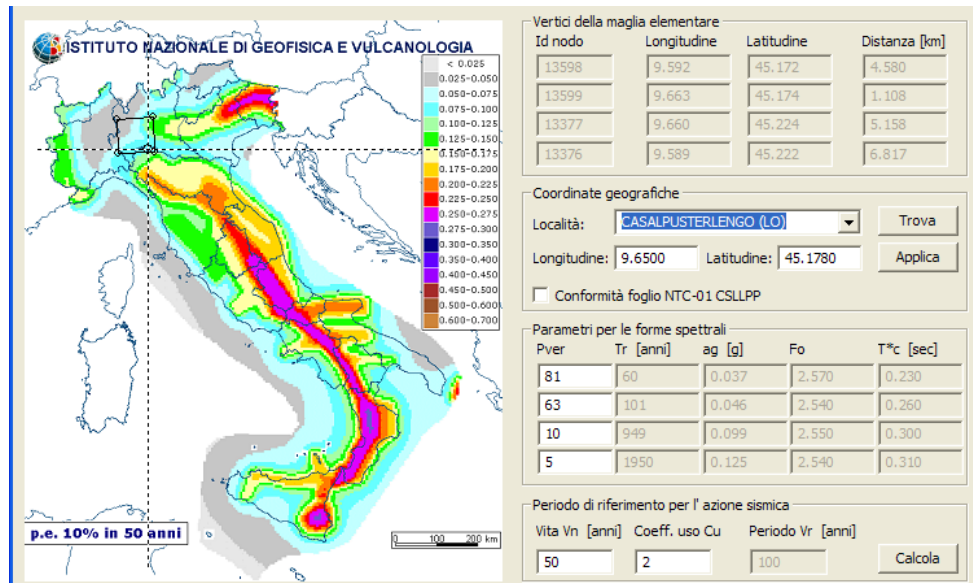 ISTITUTO NAZIONALE DI GEOFISICA E VULCANOLOGIA
< 0.025
0.025-0.050
0.050-0.075
0.075-0.100
0.100-0.125
0.125-0.150
0.150-0.175
0.175-0.200
0.200-0.225
0.225-0.250
0.250-0.275
0.275-0.300
0.300-0.350
0.350-0.400
0.400-0.450
0.450-0.500
0.500-0.600
0.600-0.700
p.e. 10% in 50 anni
0 100 200 km
Vertici della maglia elementare
Id nodo Longitudine Latitudine Distanza [km]
13598 9.592 45.172 4.580
13599 9.663 45.174 1.108
13377 9.660 45.224 5.158
13376 9.589 45.222 6.817
Coordinate geografiche
Località: CASALPUSTERLENGO (LO) Trova
Longitudine: 9.6500 Latitudine: 45.1780 Applica
Conformità foglio NTC-01 CSLLPP
Parametri per le forme spettrali
Pver Tr [anni] ag [g] Fo T*c [sec]
81 60 0.037 2.570 0.230
63 101 0.046 2.540 0.260
10 949 0.099 2.550 0.300
5 1950 0.125 2.540 0.310
Periodo di riferimento per l' azione sismica
Vita Vn [anni] Coeff. uso Cu Periodo Vr [anni]
50 2 100 Calcola